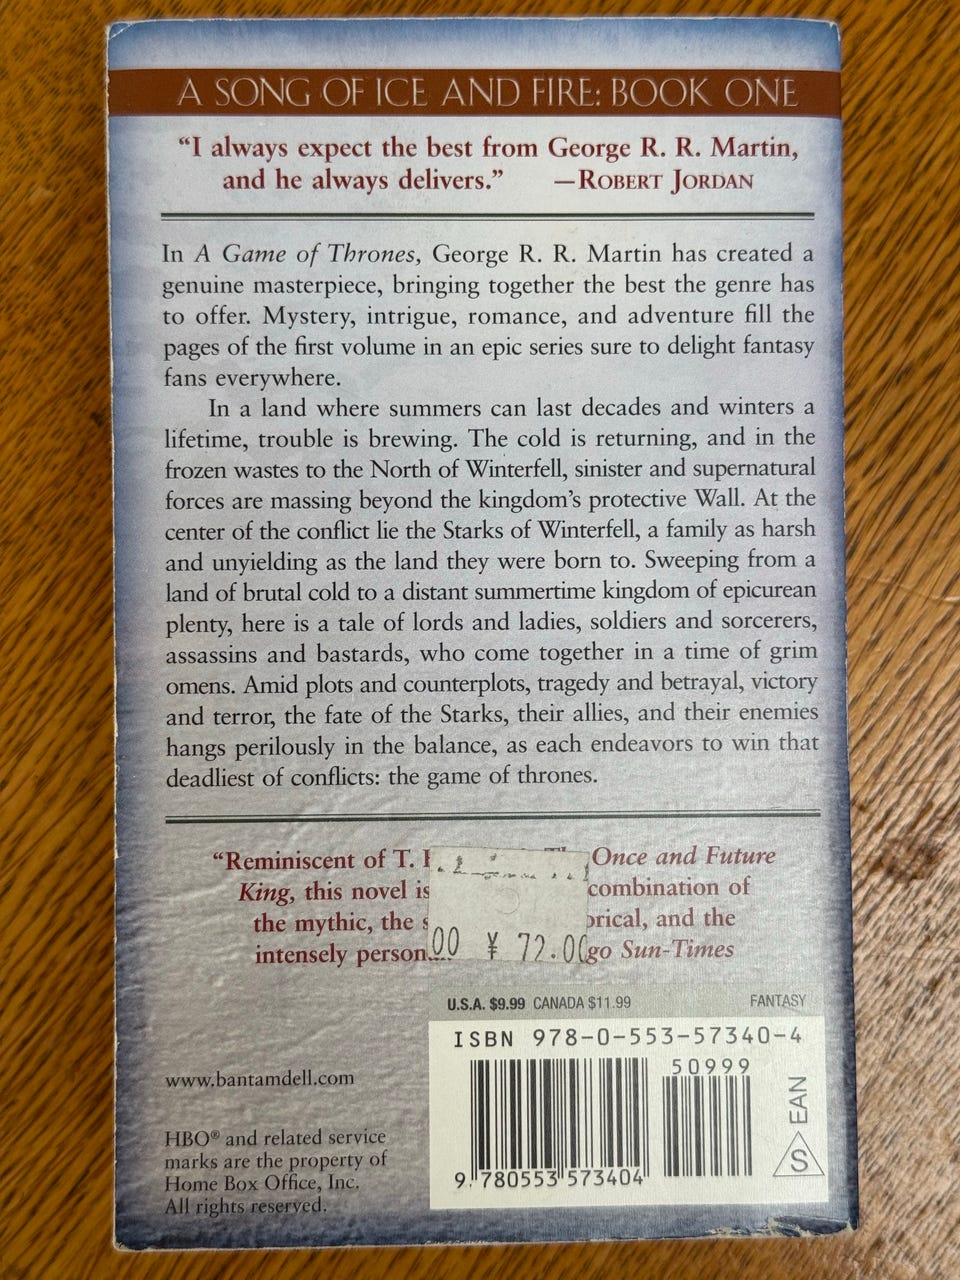 A SONG OF ICE AND FIRE: BOOK ONE
“I always expect the best from George R. R. Martin,
and he always delivers.” —ROBERT JORDAN
In A Game of Thrones, George R. R. Martin has created a
genuine masterpiece, bringing together the best the genre has
to offer. Mystery, intrigue, romance, and adventure fill the
pages of the first volume in an epic series sure to delight fantasy
fans everywhere.
In a land where summers can last decades and winters a
lifetime, trouble is brewing. The cold is returning, and in the
frozen wastes to the North of Winterfell, sinister and supernatural
forces are massing beyond the kingdom’s protective Wall. At the
center of the conflict lie the Starks of Winterfell, a family as harsh
and unyielding as the land they were born to. Sweeping from a
land of brutal cold to a distant summertime kingdom of epicurean
plenty, here is a tale of lords and ladies, soldiers and sorcerers,
assassins and bastards, who come together in a time of grim
omens. Amid plots and counterplots, tragedy and betrayal, victory
and terror, the fate of the Starks, their allies, and their enemies
hangs perilously in the balance, as each endeavors to win that
deadliest of conflicts: the game of thrones.
“Reminiscent of T. Once and Future
King, this novel is combination of
the mythic, the and the
intensely Sun-Times
00 ¥ 72.00
U.S.A. $9.99 CANADA $11.99 FANTASY
ISBN 978-0-553-57340-4
50999
9 780553 573404
EAN
S
www.bantamdell.com
HBO® and related service
marks are the property of
Home Box Office, Inc.
All rights reserved.